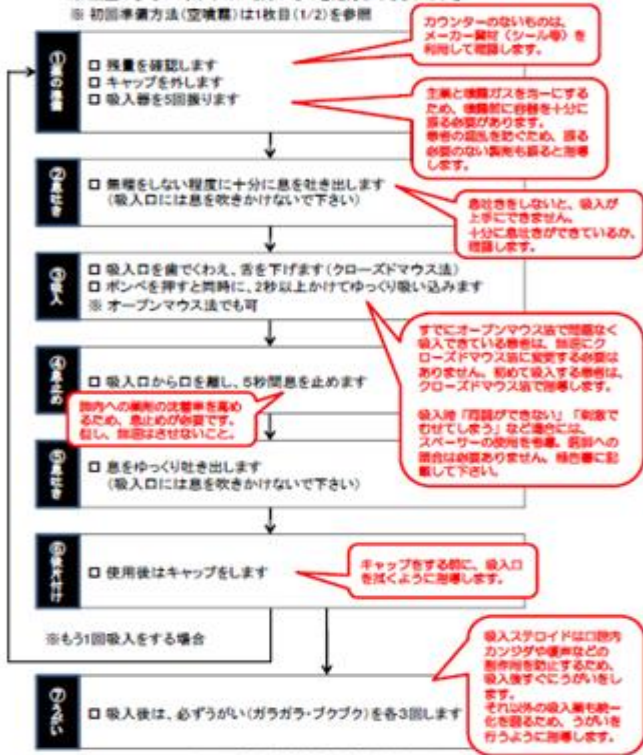 ※ 初回準備方法(空噴霧)は1枚目(1/2)を参照
カウンターのないものは、
メーカー資材(シール等)を
利用して確認します。
□ 残量を確認します
□ キャップを外します
□ 吸入器を5回振ります
主薬と噴霧ガスを均一にする
ため、噴霧前に容器を十分に
振る必要があります。
患者の混乱を防ぐため、振る
必要のない製剤も振ると指導
します。
②息吐き
□ 無理をしない程度に十分に息を吐き出します
(吸入口には息を吹きかけないで下さい)
息吐きをしないと、吸入が
上手にできません。
十分に息吐きができているか、
確認します。
③吸入
□ 吸入口を歯でくわえ、舌を下げます(クローズドマウス法)
□ ボンベを押すと同時に、2秒以上かけてゆっくり吸い込みます
※ オープンマウス法でも可
すでにオープンマウス法で問題なく
吸入できている患者は、無理にク
ローズドマウス法に変更する必要は
ありません。初めて吸入する患者は、
クローズドマウス法で指導します。
吸入時「同調ができない」「刺激で
むせてしまう」など場合には、
スペーサーの使用を考慮。医師への
照会は必要ありません。報告書に記
載して下さい。
④息止め
□ 吸入口から口を離し、5秒間息を止めます
肺内への薬剤の沈着率を高め
るため、息止めが必要です。
但し、無理はさせないこと。
⑤息吐き
□ 息をゆっくり吐き出します
(吸入口には息を吹きかけないで下さい)
⑥後片付け
□ 使用後はキャップをします
キャップをする前に、吸入口
を拭くように指導します。
※もう1回吸入をする場合
⑦うがい
□ 吸入後は、必ずうがい(ガラガラ・ブクブク)を各3回します
吸入ステロイドは口腔内
カンジダや嗄声などの
副作用を防止するため、
吸入後すぐにうがいをし
ます。
それ以外の吸入薬も統一
化を図るため、うがいを
行うように指導します。